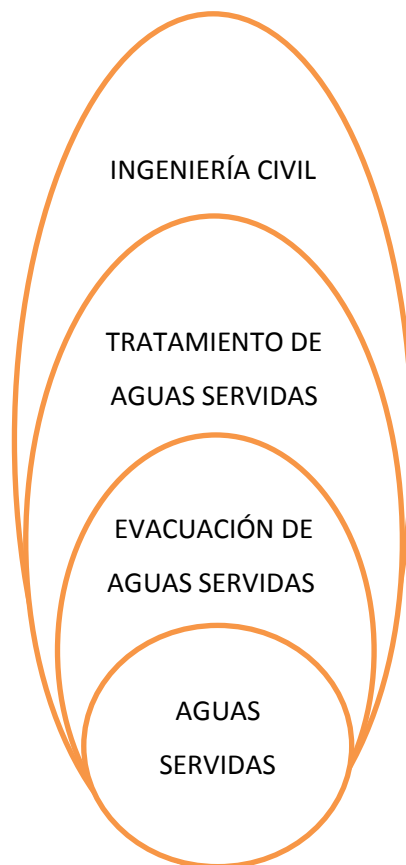 INGENIERÍA CIVIL
TRATAMIENTO DE
AGUAS SERVIDAS
EVACUACIÓN DE
AGUAS SERVIDAS
AGUAS
SERVIDAS